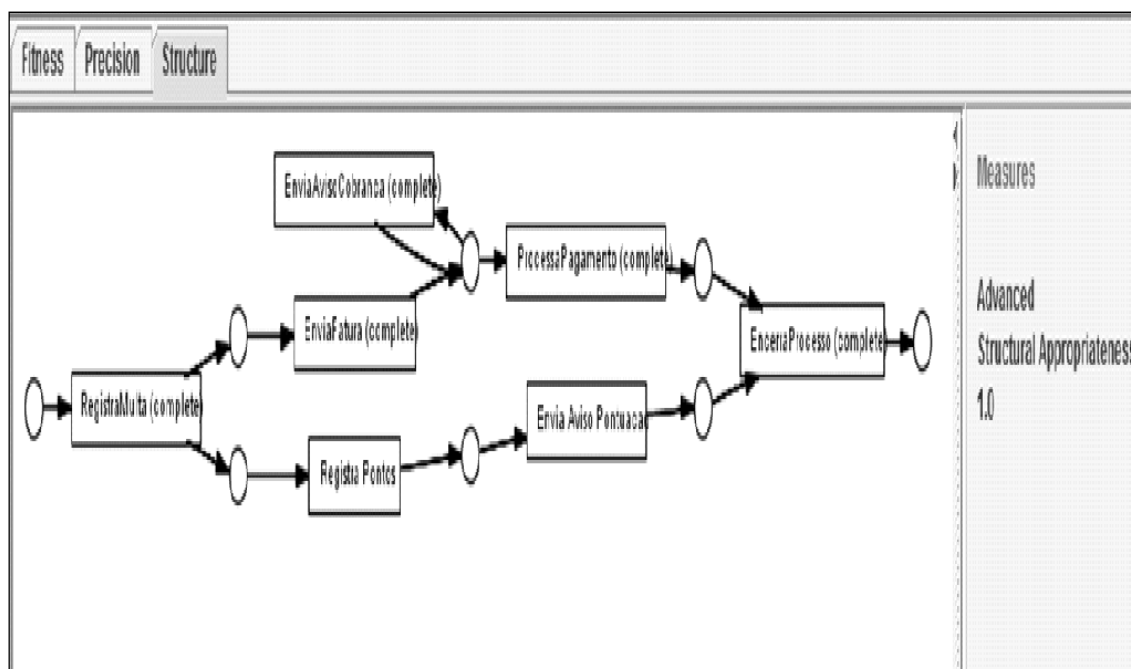 Fitness
Precision
Structure
EnviaAvisoCobranca (complete)
ProcessaPagamento (complete)
EnviaFatura (complete)
EncerraProcesso (complete
RegistraMulta (complete)
Envia Aviso Pontuacao
Registra Pontos
Measures
Advanced
Structural Appropriateness
1.0